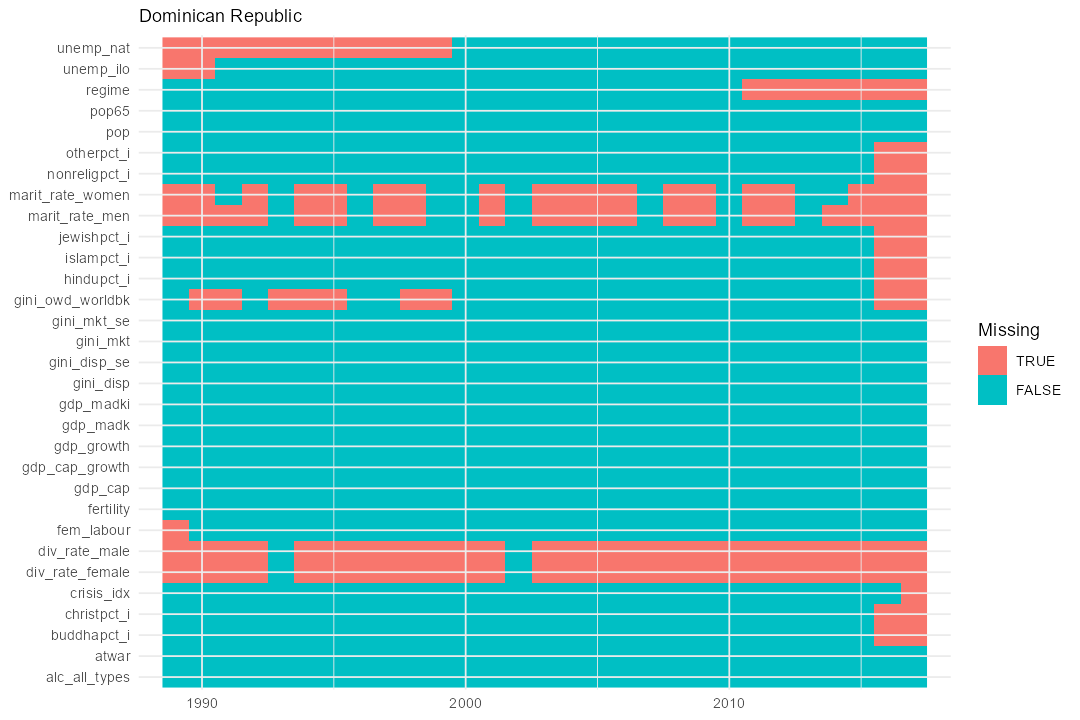 Dominican Republic
unemp_nat
unemp_ilo
regime
pop65
pop
otherpct_i
nonreligpct_i
marit_rate_women
marit_rate_men
jewishpct_i
islampct_i
hindupct_i
gini_owd_worldbk
gini_mkt_se
gini_mkt
gini_disp_se
gini_disp
gdp_madki
gdp_madk
gdp_growth
gdp_cap_growth
gdp_cap
fertility
fem_labour
div_rate_male
div_rate_female
crisis_idx
christpct_i
buddhapct_i
atwar
alc_all_types
1990 2000 2010
Missing
TRUE
FALSE